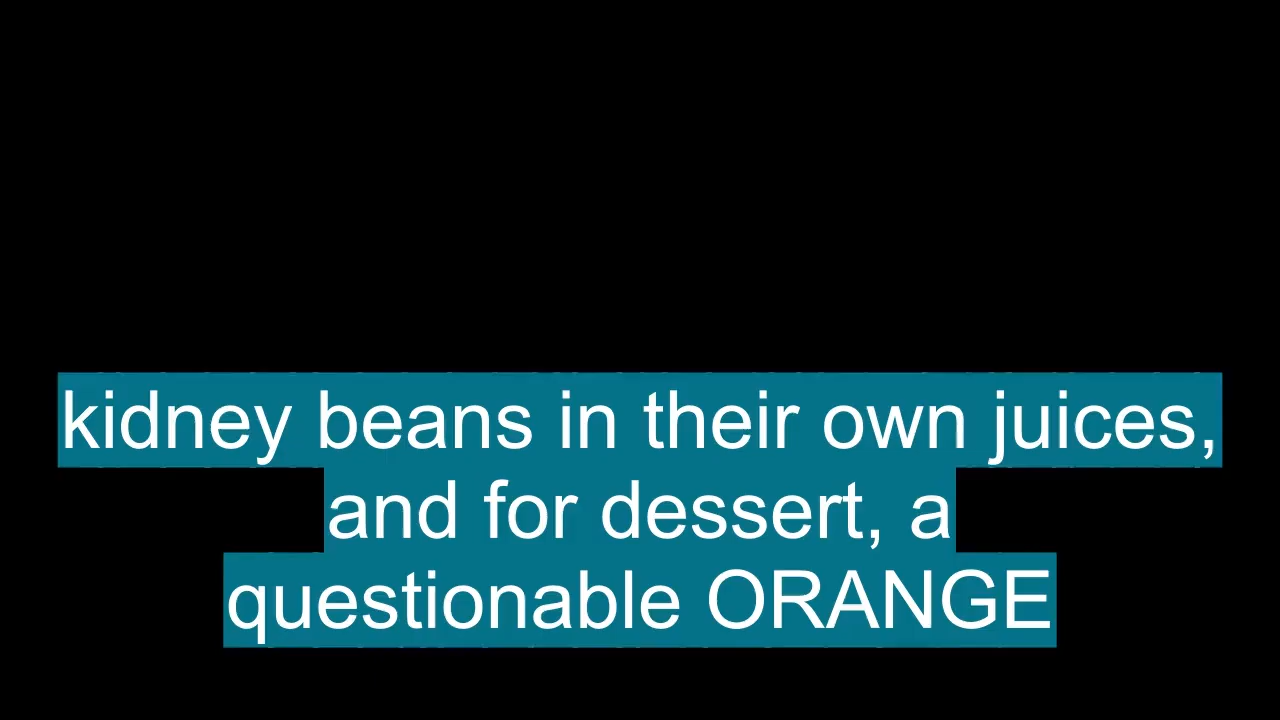 kidney beans in their own juices,
and for dessert, a
questionable ORANGE